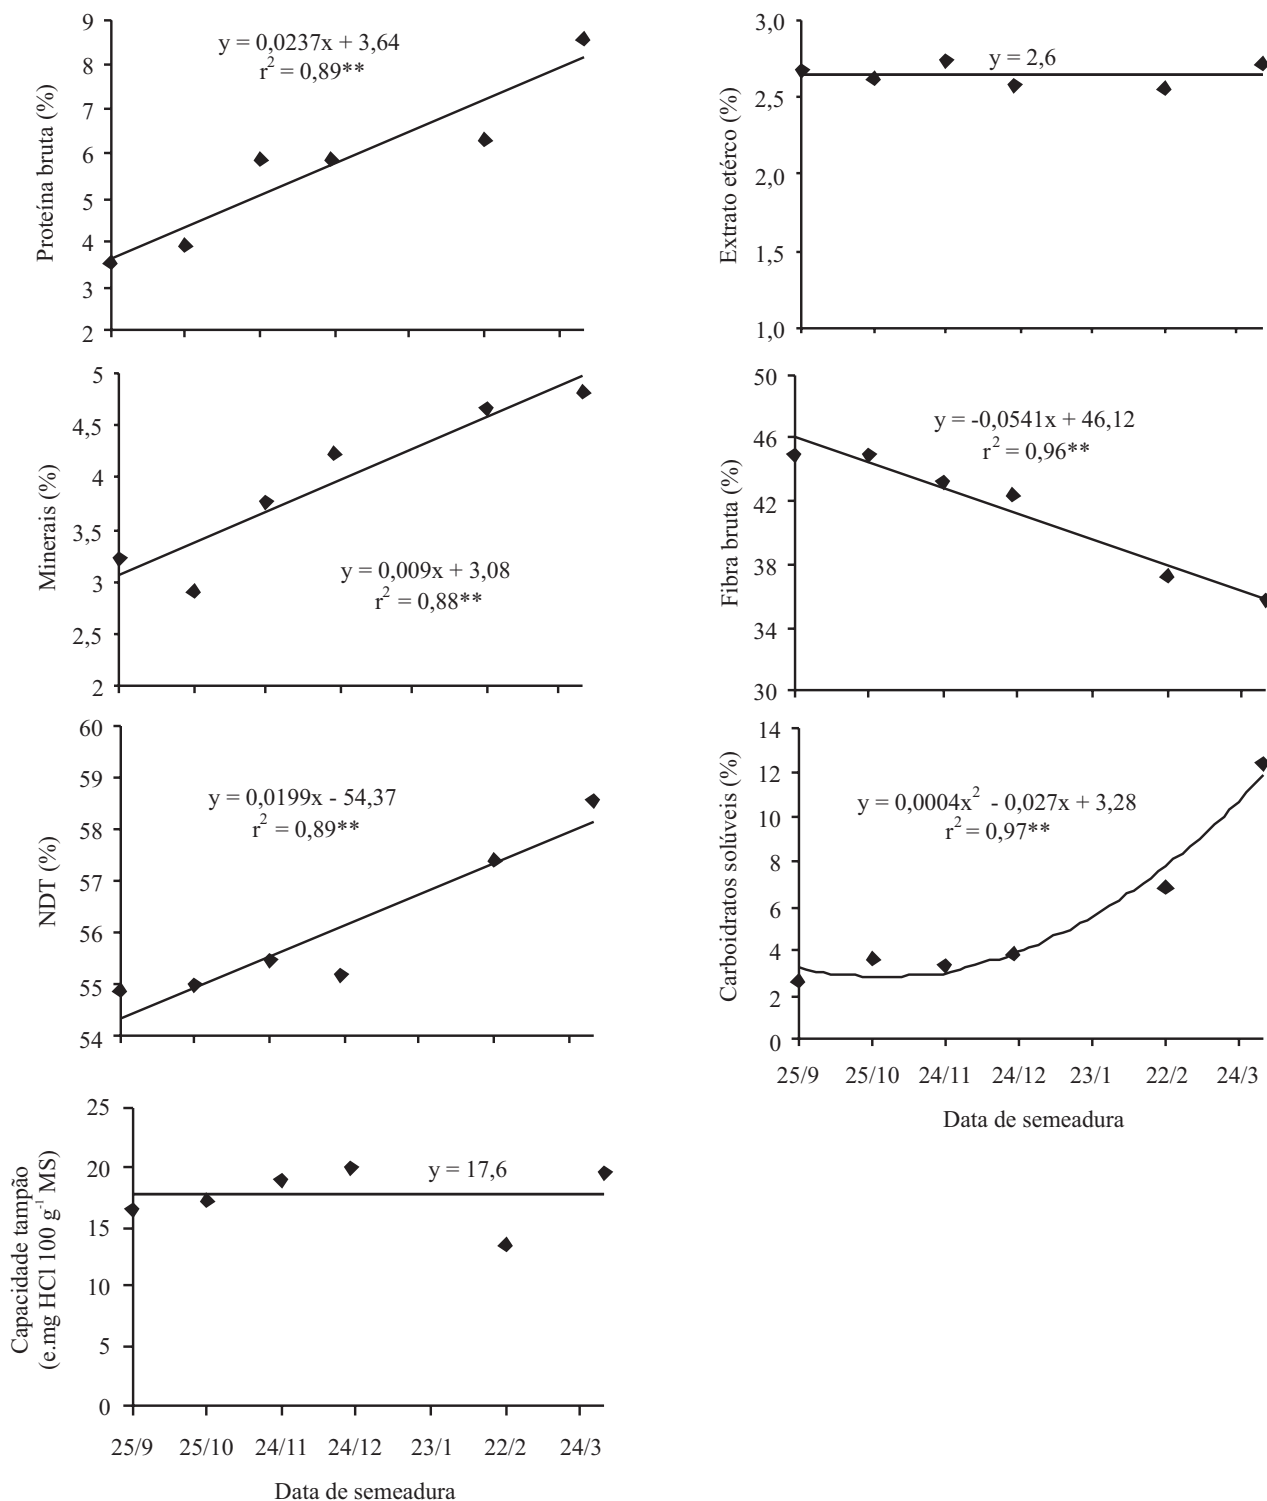 Proteína bruta (%)
9
8
7
6
5
4
3
2
y = 0,0237x + 3,64
r² = 0,89**
Extrato etérco (%)
3,0
2,5
2,0
1,5
1,0
y = 2,6
Minerais (%)
5
4,5
4
3,5
3
2,5
2
y = 0,009x + 3,08
r² = 0,88**
Fibra bruta (%)
50
46
42
38
34
30
y = -0,0541x + 46,12
r² = 0,96**
NDT (%)
60
59
58
57
56
55
54
y = 0,0199x - 54,37
r² = 0,89**
Carboidratos solúveis (%)
14
12
10
8
6
4
2
0
y = 0,0004x² - 0,027x + 3,28
r² = 0,97**
25/9 25/10 24/11 24/12 23/1 22/2 24/3
Data de semeadura
Capacidade tampão
(e.mg HCl 100 g⁻¹ MS)
25
20
15
10
5
0
y = 17,6
25/9 25/10 24/11 24/12 23/1 22/2 24/3
Data de semeadura